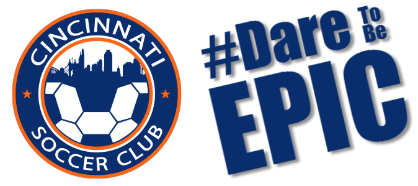 CINCINNATI
SOCCER CLUB
#Dare To Be
EPIC